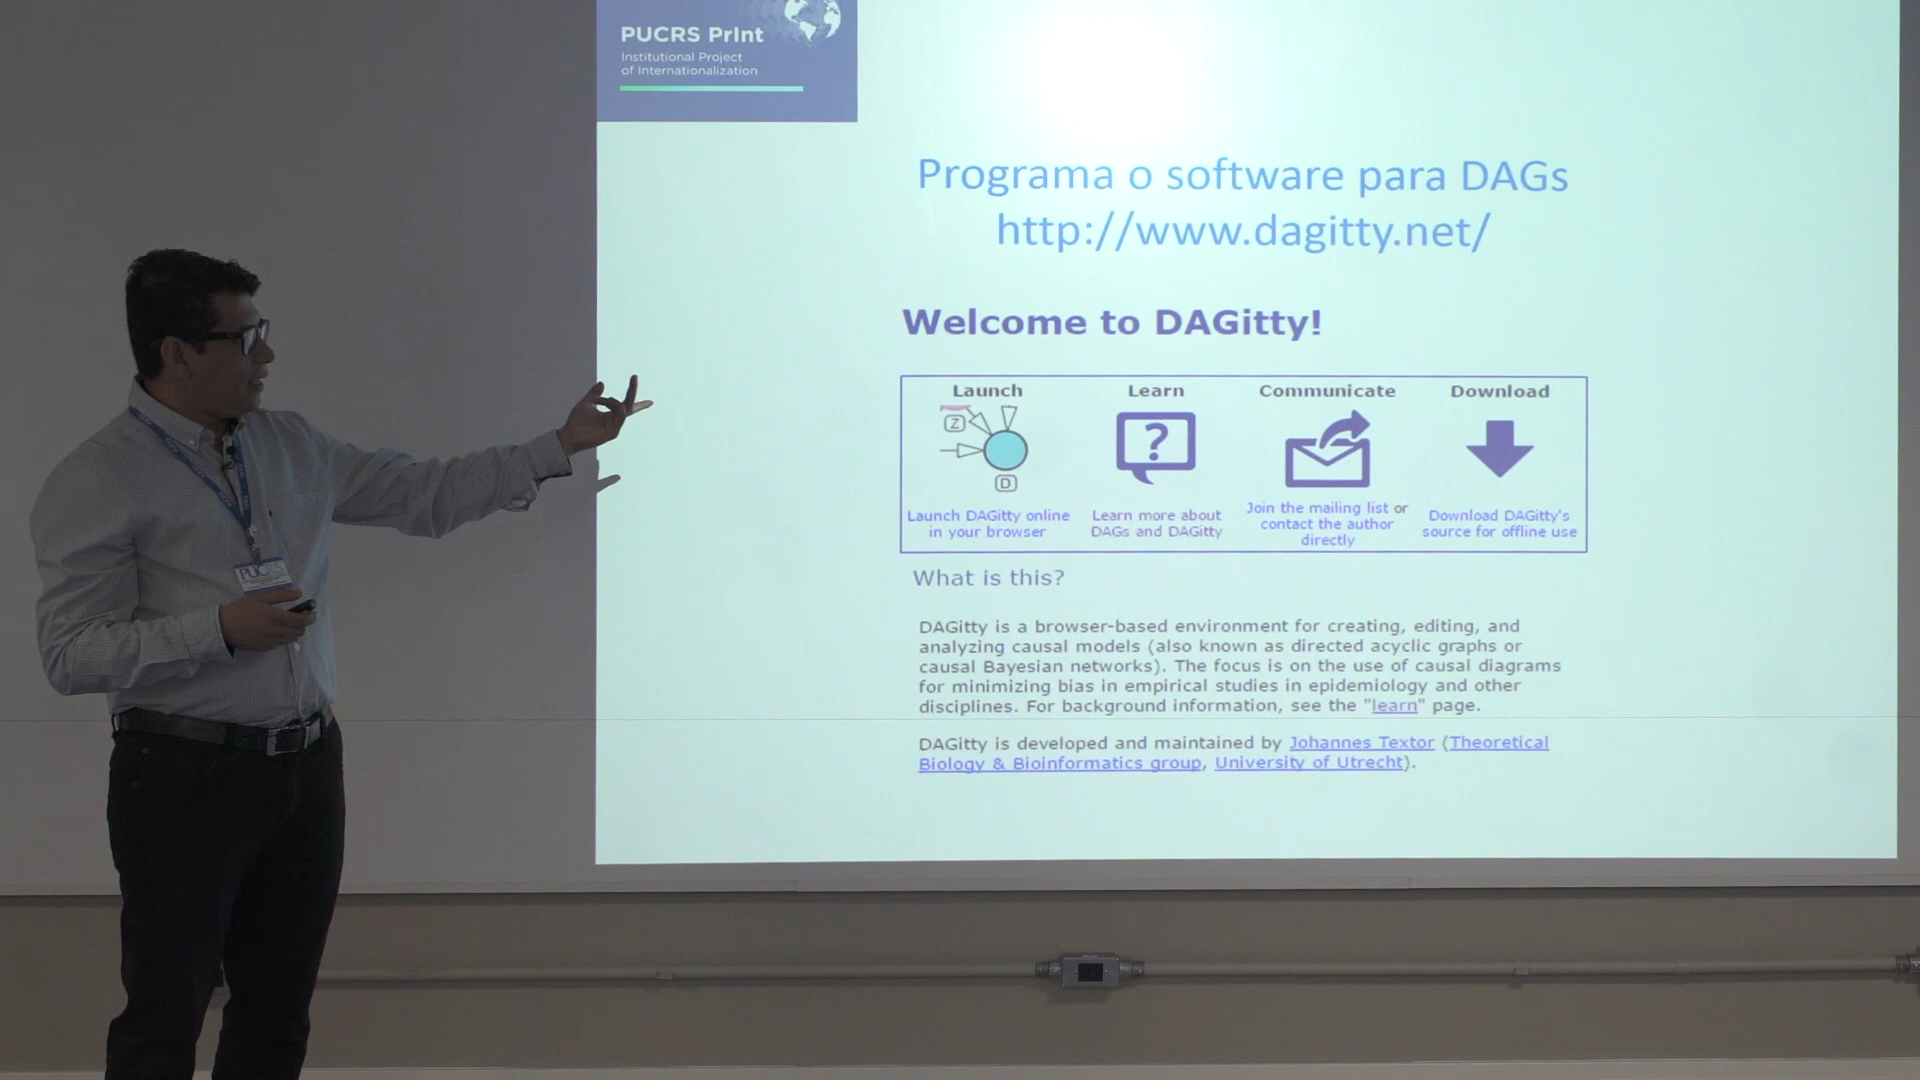 PUCRS PrInt
Institutional Project
of Internationalization
Programa o software para DAGs
http://www.dagitty.net/
Welcome to DAGitty!
Launch
Learn
Communicate
Download
Z
?
D
Launch DAGitty online
in your browser
Learn more about
DAGs and DAGitty
Join the mailing list or
contact the author
directly
Download DAGitty's
source for offline use
What is this?
DAGitty is a browser-based environment for creating, editing, and
analyzing causal models (also known as directed acyclic graphs or
causal Bayesian networks). The focus is on the use of causal diagrams
for minimizing bias in empirical studies in epidemiology and other
disciplines. For background information, see the "learn" page.
DAGitty is developed and maintained by Johannes Textor (Theoretical
Biology & Bioinformatics group, University of Utrecht).
PUCRS